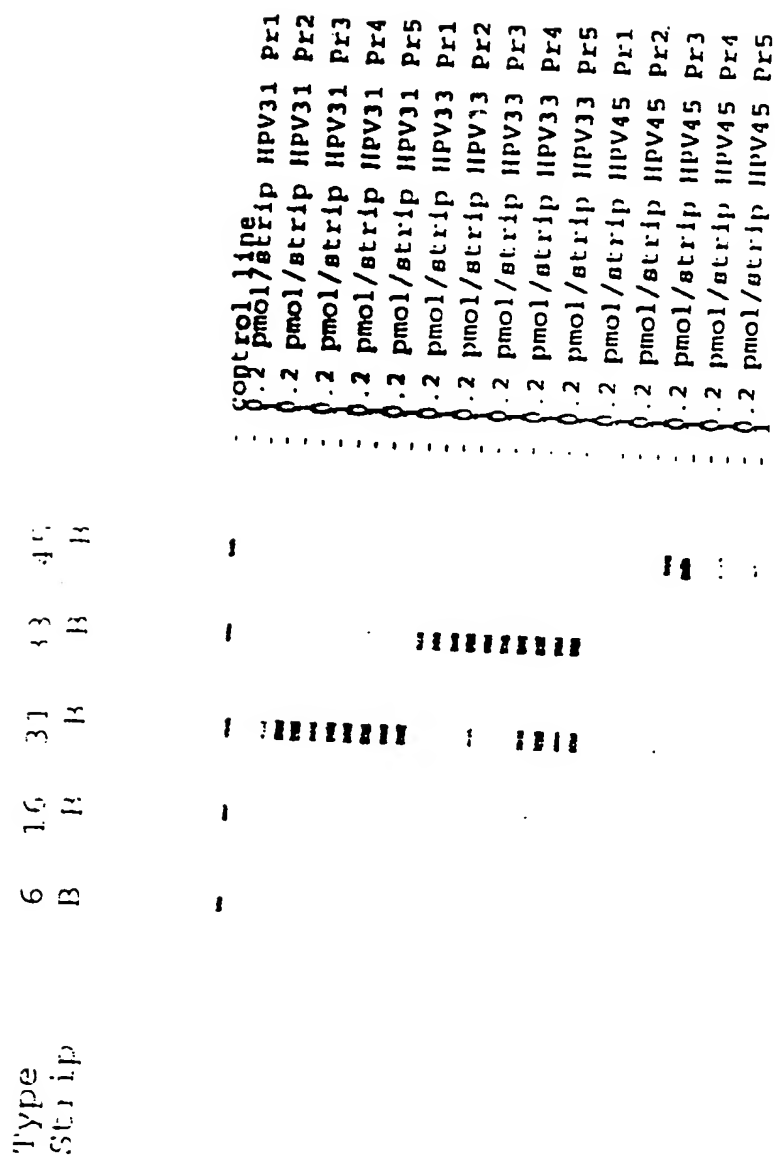 Type 6 16 31 33 45
Strip B B B B B
control line
0.2 pmol/strip HPV31 Pr1
0.2 pmol/strip HPV31 Pr2
0.2 pmol/strip HPV31 Pr3
0.2 pmol/strip HPV31 Pr4
0.2 pmol/strip HPV31 Pr5
0.2 pmol/strip HPV33 Pr1
0.2 pmol/strip HPV33 Pr2
0.2 pmol/strip HPV33 Pr3
0.2 pmol/strip HPV33 Pr4
0.2 pmol/strip HPV33 Pr5
0.2 pmol/strip HPV45 Pr1
0.2 pmol/strip HPV45 Pr2
0.2 pmol/strip HPV45 Pr3
0.2 pmol/strip HPV45 Pr4
0.2 pmol/strip HPV45 Pr5